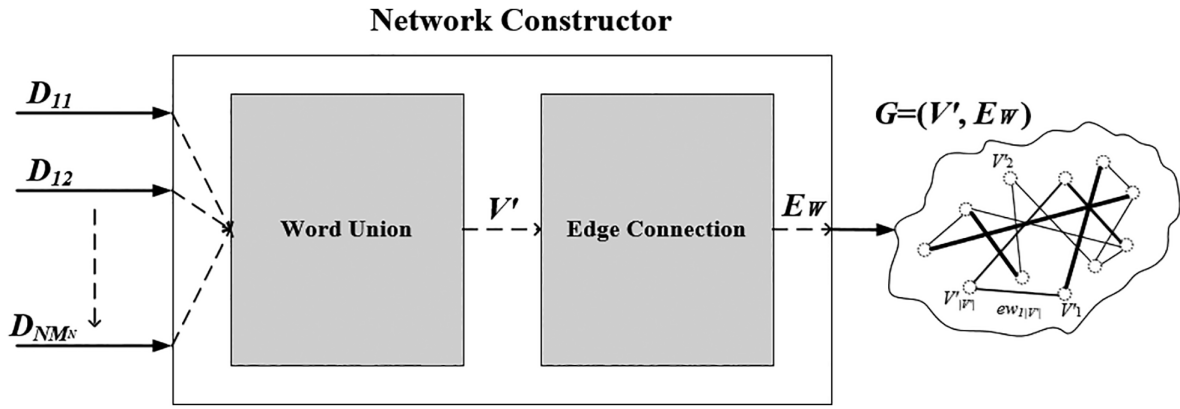 Network Constructor
D11
D12
DNMN
Word Union
V'
Edge Connection
EW
G=(V', EW)
V'2
V'|V'|
ew1|V'|
V'1